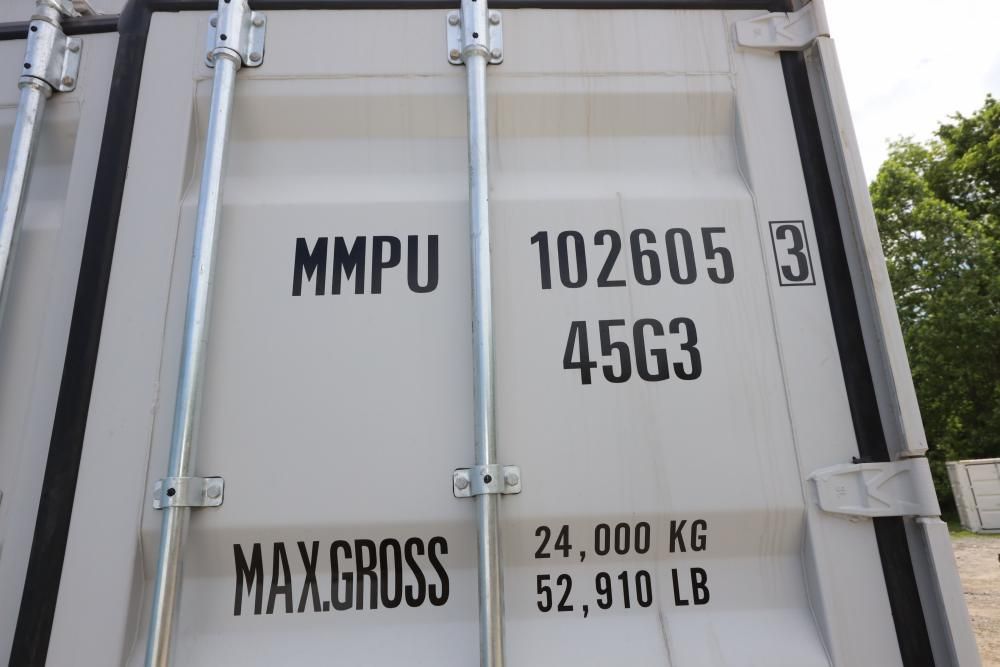 MMPU 102605 3
45G3
MAX.GROSS 24,000 KG
52,910 LB